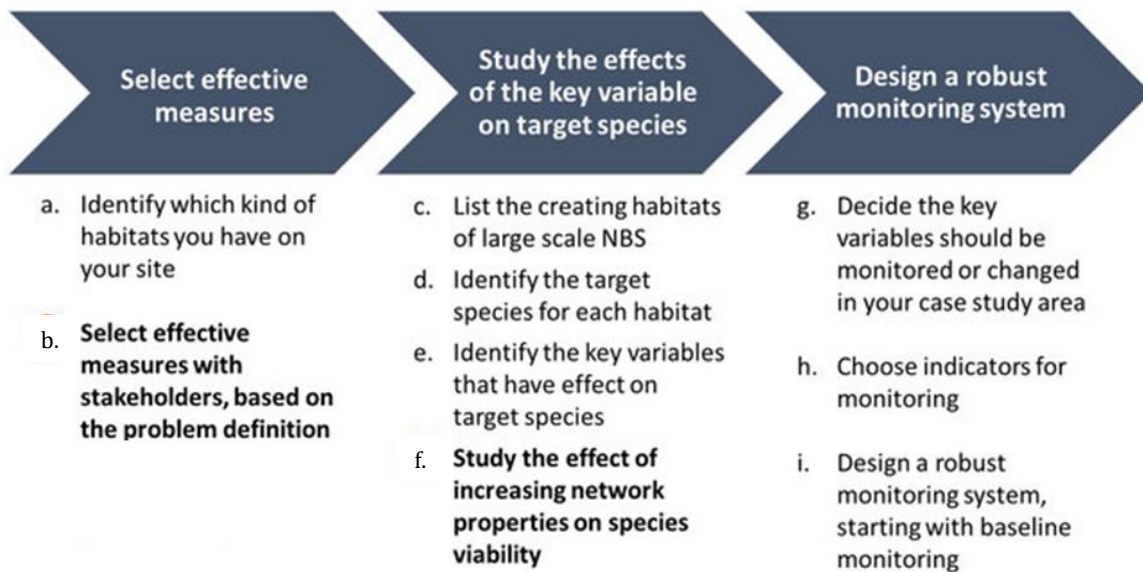 Select effective
measures
Study the effects
of the key variable
on target species
Design a robust
monitoring system
a. Identify which kind of
habitats you have on
your site
b. Select effective
measures with
stakeholders, based on
the problem definition
c. List the creating habitats
of large scale NBS
d. Identify the target
species for each habitat
e. Identify the key variables
that have effect on
target species
f. Study the effect of
increasing network
properties on species
viability
g. Decide the key
variables should be
monitored or changed
in your case study area
h. Choose indicators for
monitoring
i. Design a robust
monitoring system,
starting with baseline
monitoring